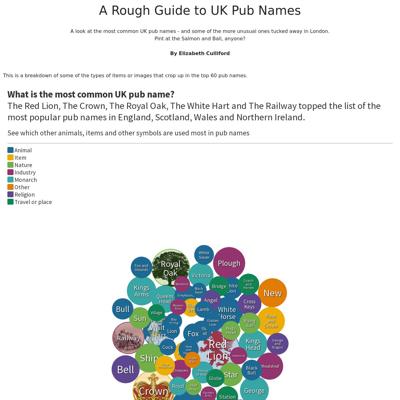 A Rough Guide to UK Pub Names
A look at the most common UK pub names - and some of the more unusual ones tucked away in London.
Pint at the Salmon and Ball, anyone?
By Elizabeth Culliford
This is a breakdown of some of the types of items or images that crop up in the top 60 pub names.
What is the most common UK pub name?
The Red Lion, The Crown, The Royal Oak, The White Hart and The Railway topped the list of the
most popular pub names in England, Scotland, Wales and Northern Ireland.
See which other animals, items and other symbols are used most in pub names
Animal
Item
Nature
Industry
Monarch
Other
Religion
Travel or place
Royal
Oak
Plough
Victoria
Kings
Arms
Queens
Bridge
New
Angel
Cross
Keys
Bull
Sun
Lamb
White
Horse
Railway
Lion
Fox
Red
Lion
Kings
Head
Ship
Cock
Bell
Star
Black
Bull
Globe
George
Crown
Royal
Station